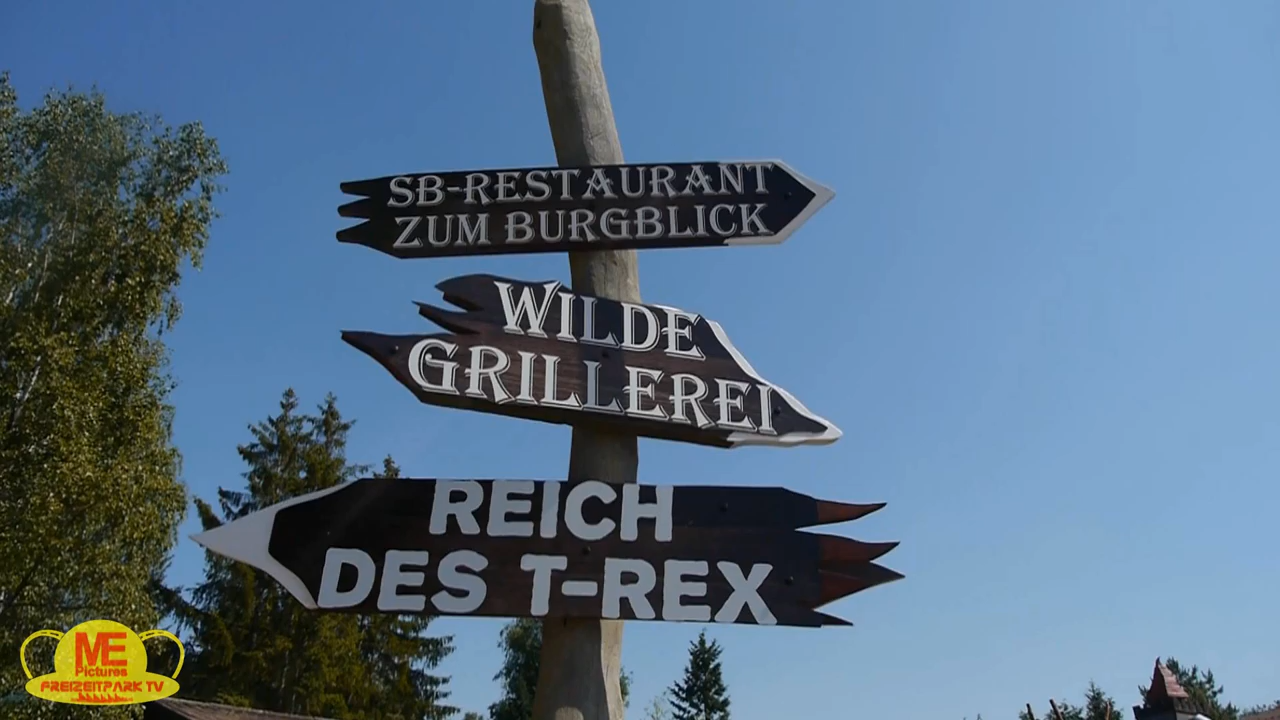 SB-RESTAURANT
ZUM BURGBLICK
WILDE
GRILLEREI
REICH
DES T-REX
ME
Pictures
FREIZEITPARK TV